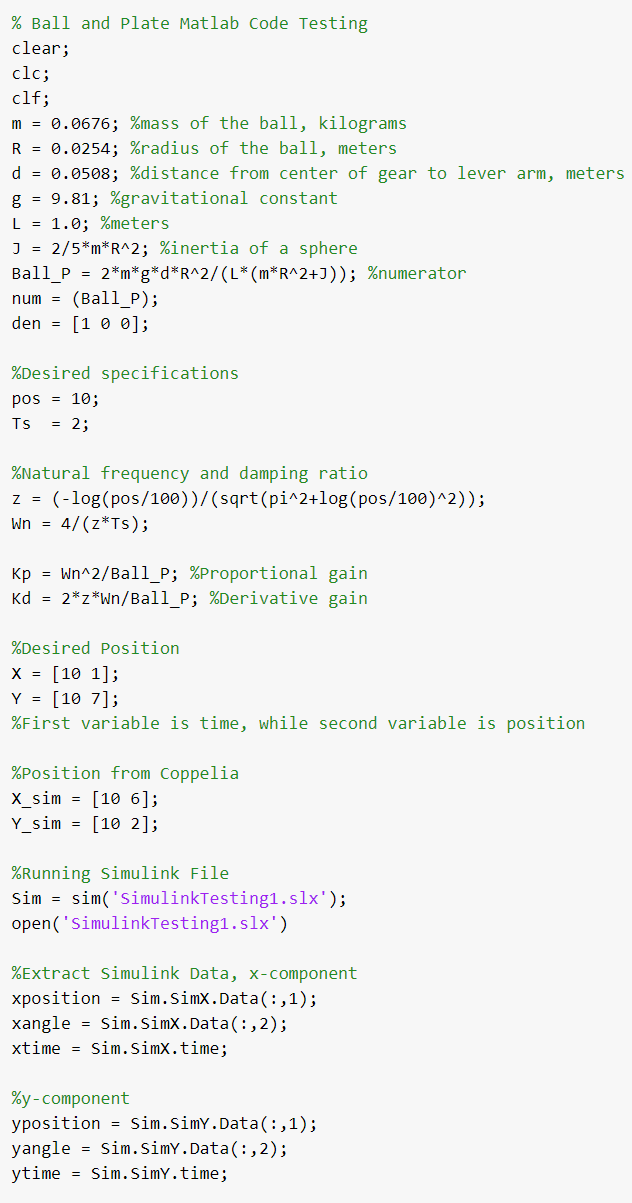 % Ball and Plate Matlab Code Testing
clear;
clc;
clf;
m = 0.0676; %mass of the ball, kilograms
R = 0.0254; %radius of the ball, meters
d = 0.0508; %distance from center of gear to lever arm, meters
g = 9.81; %gravitational constant
L = 1.0; %meters
J = 2/5*m*R^2; %inertia of a sphere
Ball_P = 2*m*g*d*R^2/(L*(m*R^2+J)); %numerator
num = (Ball_P);
den = [1 0 0];
%Desired specifications
pos = 10;
Ts  = 2;
%Natural frequency and damping ratio
z = (-log(pos/100))/(sqrt(pi^2+log(pos/100)^2));
Wn = 4/(z*Ts);
Kp = Wn^2/Ball_P; %Proportional gain
Kd = 2*z*Wn/Ball_P; %Derivative gain
%Desired Position
X = [10 1];
Y = [10 7];
%First variable is time, while second variable is position
%Position from Coppelia
X_sim = [10 6];
Y_sim = [10 2];
%Running Simulink File
Sim = sim('SimulinkTesting1.slx');
open('SimulinkTesting1.slx')
%Extract Simulink Data, x-component
xposition = Sim.SimX.Data(:,1);
xangle = Sim.SimX.Data(:,2);
xtime = Sim.SimX.time;
%y-component
yposition = Sim.SimY.Data(:,1);
yangle = Sim.SimY.Data(:,2);
ytime = Sim.SimY.time;